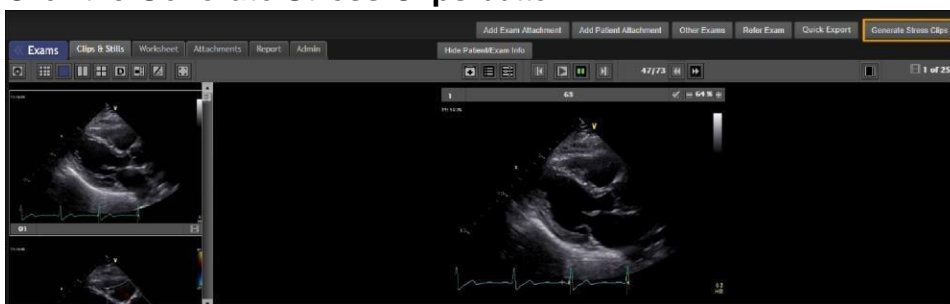 Add Exam Attachment Add Patient Attachment Other Exams Refer Exam Quick Export Generate Stress Clips
Exams Clips & Stills Worksheet Attachments Report Admin Hide Patient/Exam Info
D 47/73 1 of 25
1 63 64 %
01